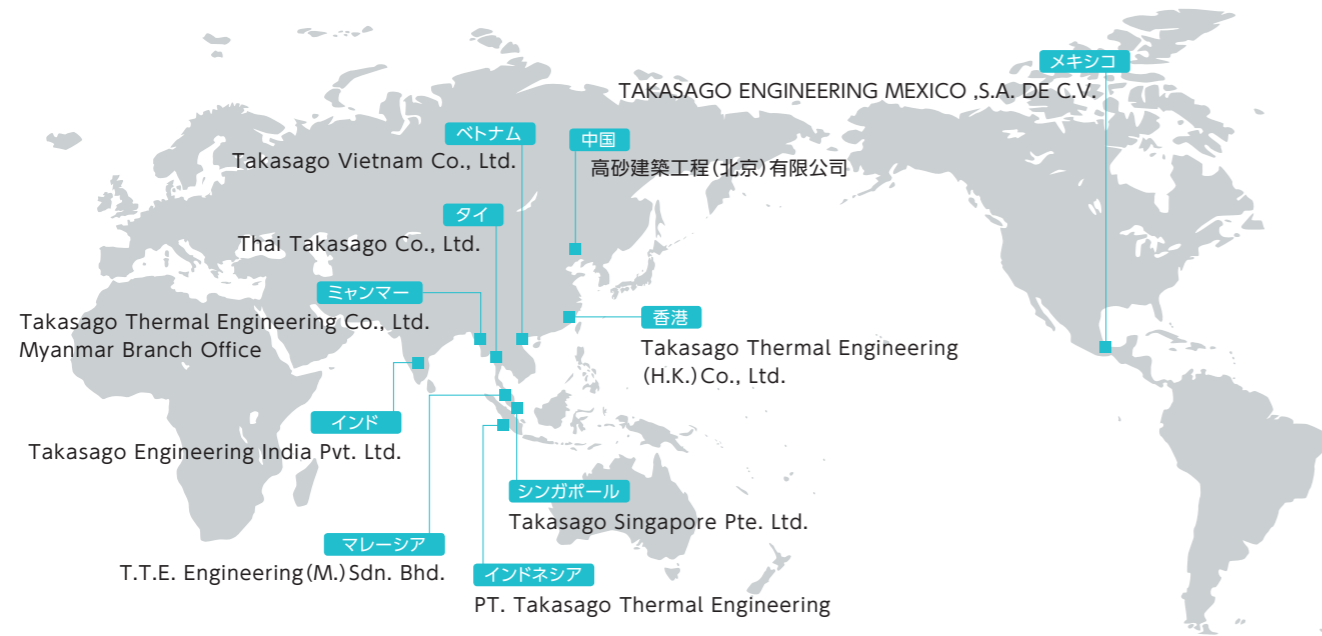 メキシコ
TAKASAGO ENGINEERING MEXICO ,S.A. DE C.V.
ベトナム
Takasago Vietnam Co., Ltd.
中国
高砂建築工程(北京)有限公司
タイ
Thai Takasago Co., Ltd.
ミャンマー
Takasago Thermal Engineering Co., Ltd.
Myanmar Branch Office
香港
Takasago Thermal Engineering
(H.K.)Co., Ltd.
インド
Takasago Engineering India Pvt. Ltd.
シンガポール
Takasago Singapore Pte. Ltd.
マレーシア
T.T.E. Engineering(M.)Sdn. Bhd.
インドネシア
PT. Takasago Thermal Engineering